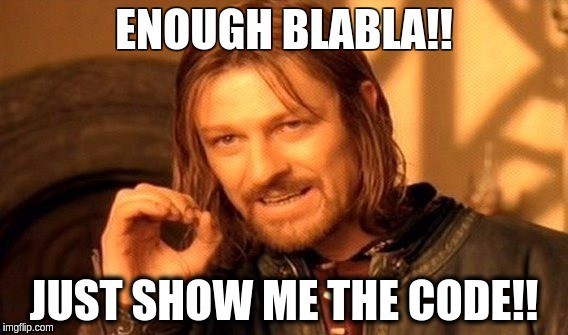 ENOUGH BLABLA!!
JUST SHOW ME THE CODE!!
imgflip.com